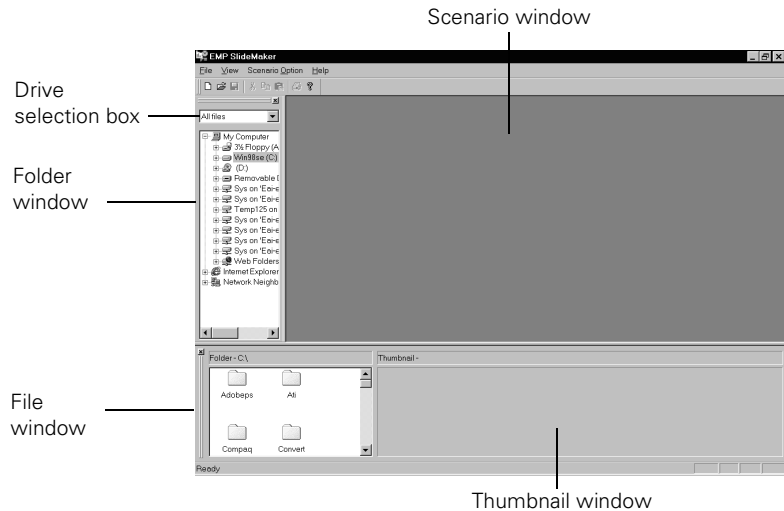 Scenario window
EMP SlideMaker
File View Scenario Option Help
Drive
selection box
All files
My Computer
3½ Floppy (A
Win98se (C:)
(D:)
Folder
window
Removable D
Sys on 'Eai-e
Sys on 'Eai-e
Temp125 on
Sys on 'Eai-e
Sys on 'Eai-e
Sys on 'Eai-e
Sys on 'Eai-e
Web Folders
Internet Explorer
Network Neighb
Folder - C:\
Thumbnail -
File
window
Adobeps
Ati
Compaq
Convert
Ready
Thumbnail window